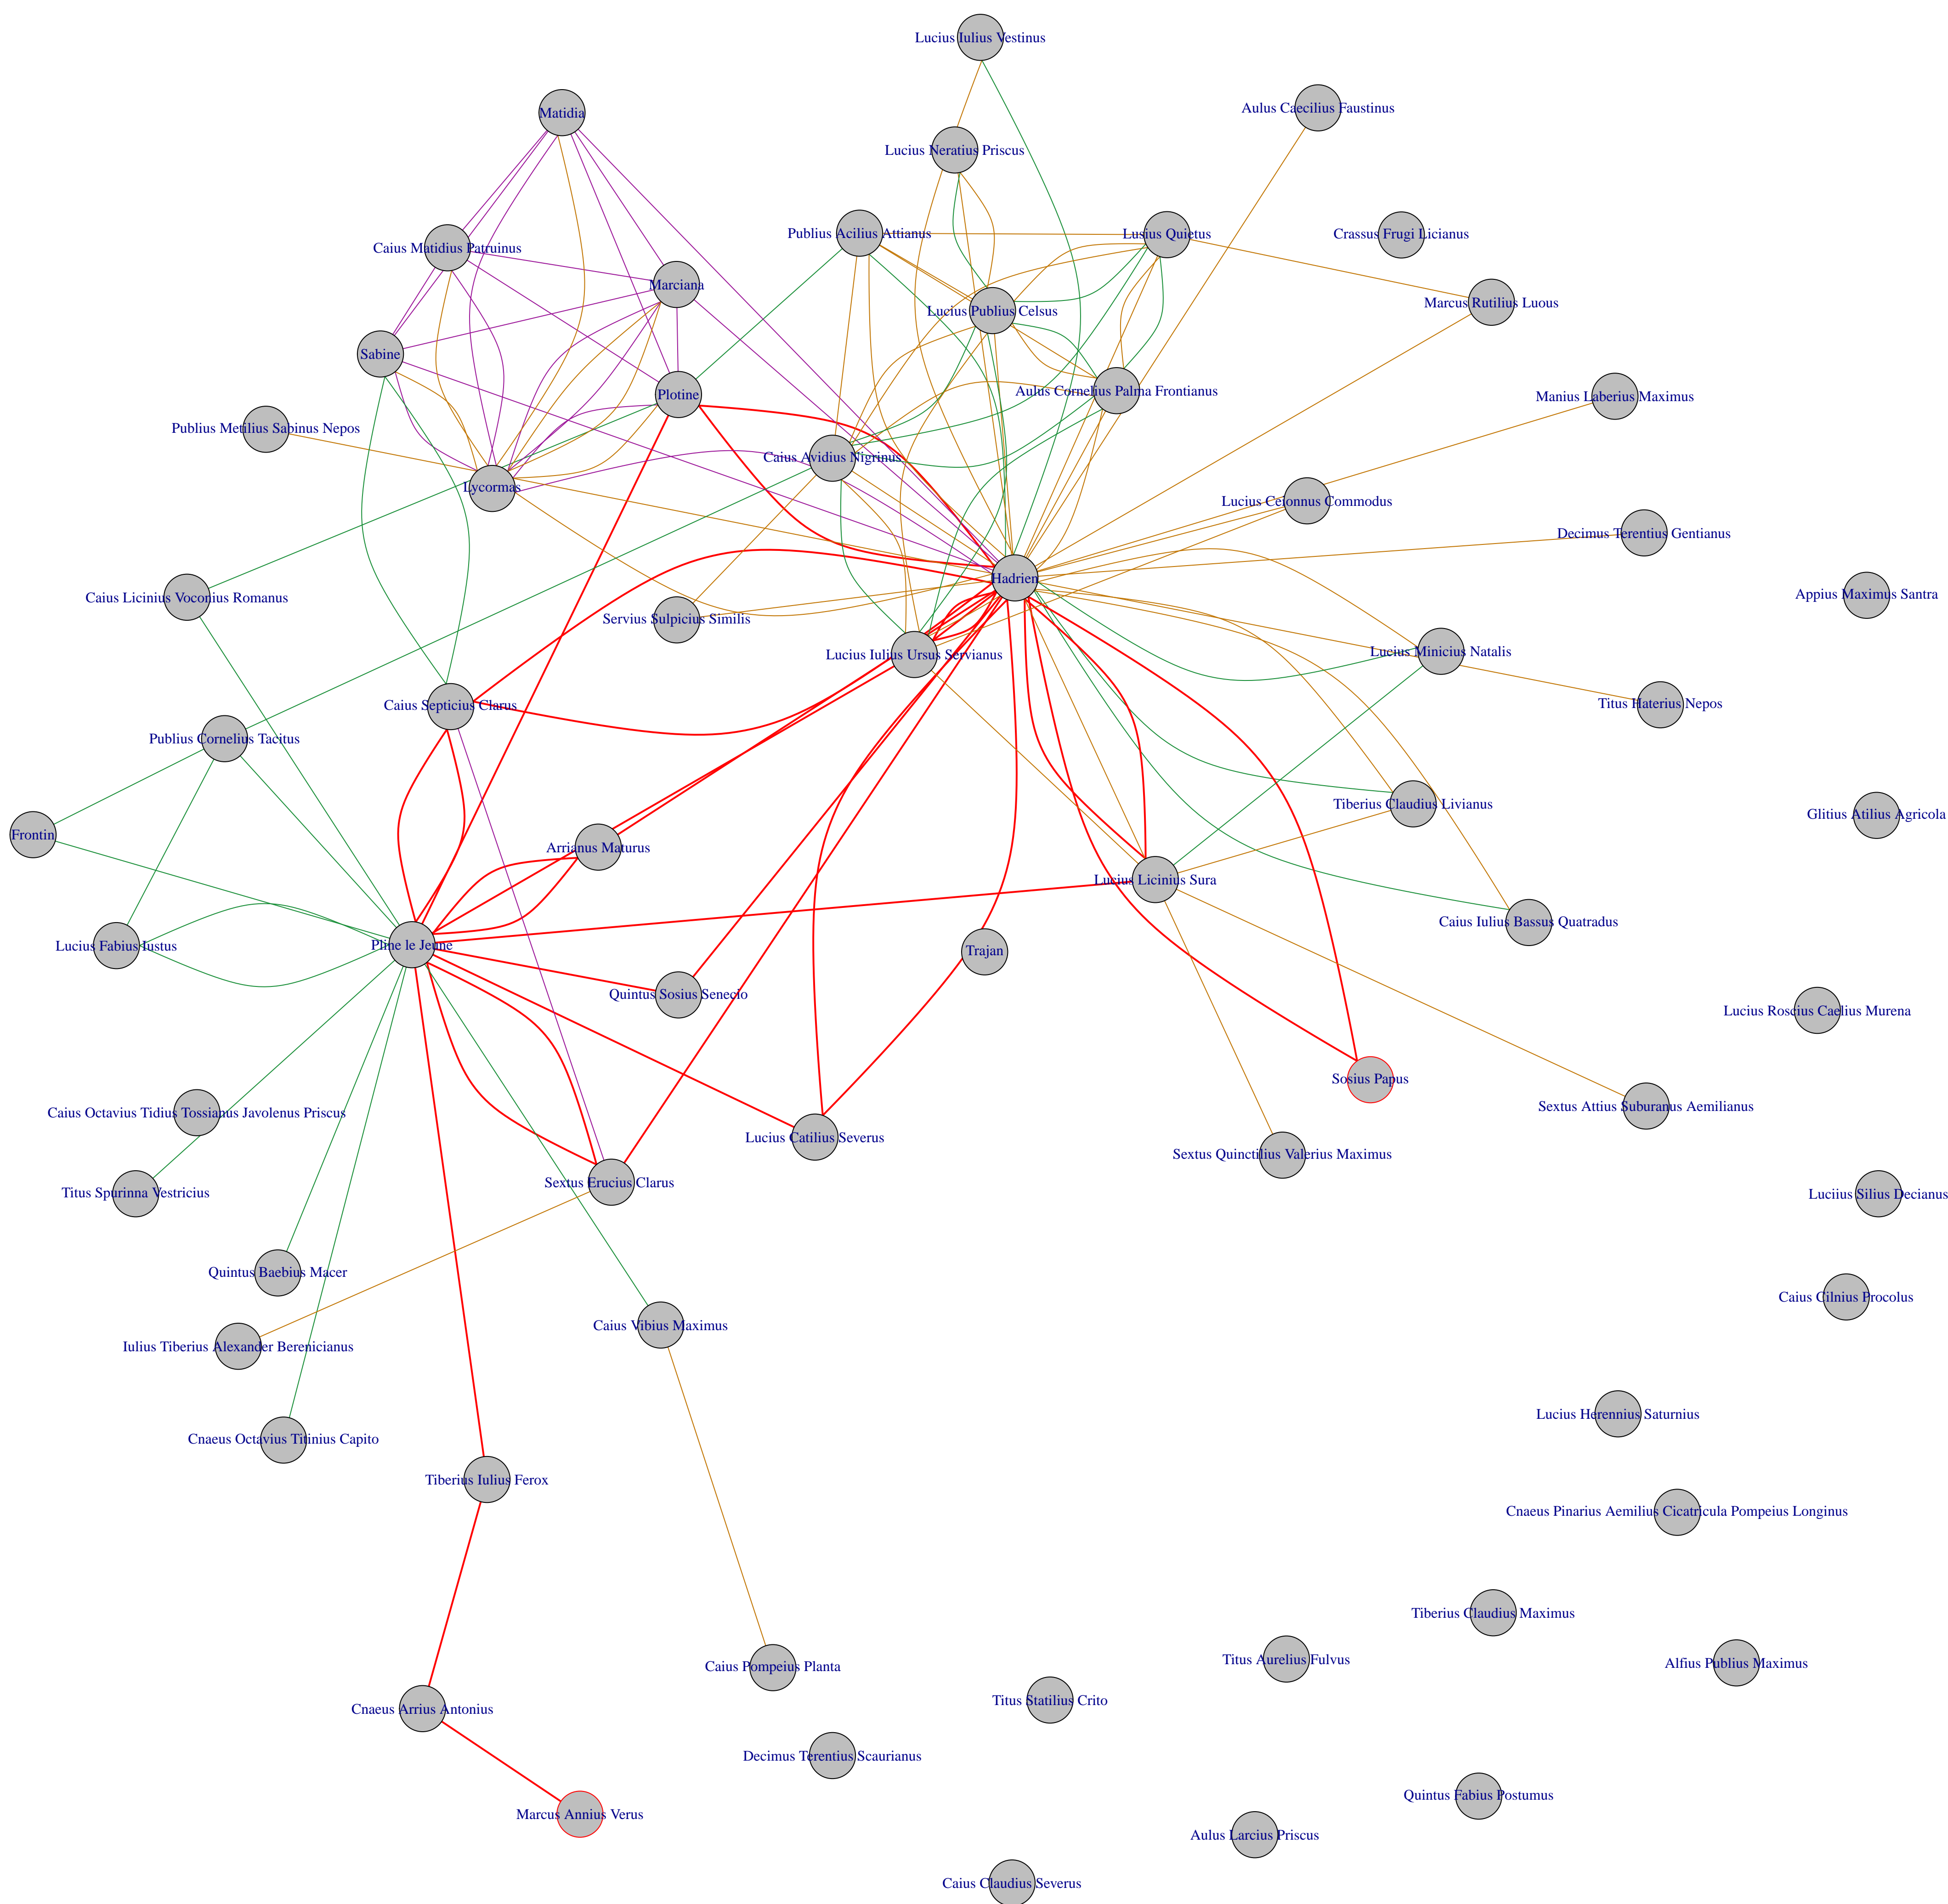 Lucius Iulius Vestinus
Aulus Caecilius Faustinus
Matidia
Lucius Neratius Priscus
Publius Acilius Attianus
Lusius Quietus
Crassus Frugi Licianus
Caius Matidius Patruinus
Marciana
Marcus Rutilius Luous
Lucius Publius Celsus
Sabine
Plotine
Aulus Cornelius Palma Frontianus
Manius Laberius Maximus
Publius Metilius Sabinus Nepos
Caius Avidius Nigrinus
Lycormas
Lucius Ceionnus Commodus
Decimus Terentius Gentianus
Hadrien
Appius Maximus Santra
Caius Licinius Voconius Romanus
Servius Sulpicius Similis
Lucius Iulius Ursus Servianus
Lucius Minicius Natalis
Caius Septicius Clarus
Titus Haterius Nepos
Publius Cornelius Tacitus
Tiberius Claudius Livianus
Glitius Atilius Agricola
Frontin
Arrianus Maturus
Lucius Licinius Sura
Caius Iulius Bassus Quatradus
Lucius Fabius Iustus
Pline le Jeune
Trajan
Quintus Sosius Senecio
Lucius Roscius Caelius Murena
Sosius Papus
Sextus Attius Suburanus Aemilianus
Caius Octavius Tidius Tossianus Javolenus Priscus
Lucius Catilius Severus
Sextus Quinctilius Valerius Maximus
Sextus Erucius Clarus
Titus Spurinna Vestricius
Luciius Silius Decianus
Quintus Baebius Macer
Caius Cilnius Procolus
Caius Vibius Maximus
Iulius Tiberius Alexander Berenicianus
Lucius Herennius Saturnius
Cnaeus Octavius Titinius Capito
Tiberius Iulius Ferox
Cnaeus Pinarius Aemilius Cicatricula Pompeius Longinus
Tiberius Claudius Maximus
Titus Aurelius Fulvus
Alfius Publius Maximus
Caius Pompeius Planta
Titus Statilius Crito
Cnaeus Arrius Antonius
Decimus Terentius Scaurianus
Quintus Fabius Postumus
Marcus Annius Verus
Aulus Larcius Priscus
Caius Claudius Severus